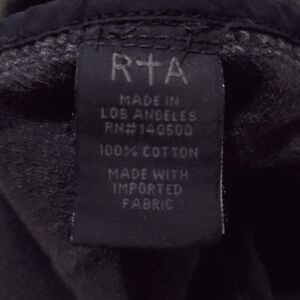 R†A
MADE IN
LOS ANGELES
RN#140500
100% COTTON
MADE WITH
IMPORTED
FABRIC